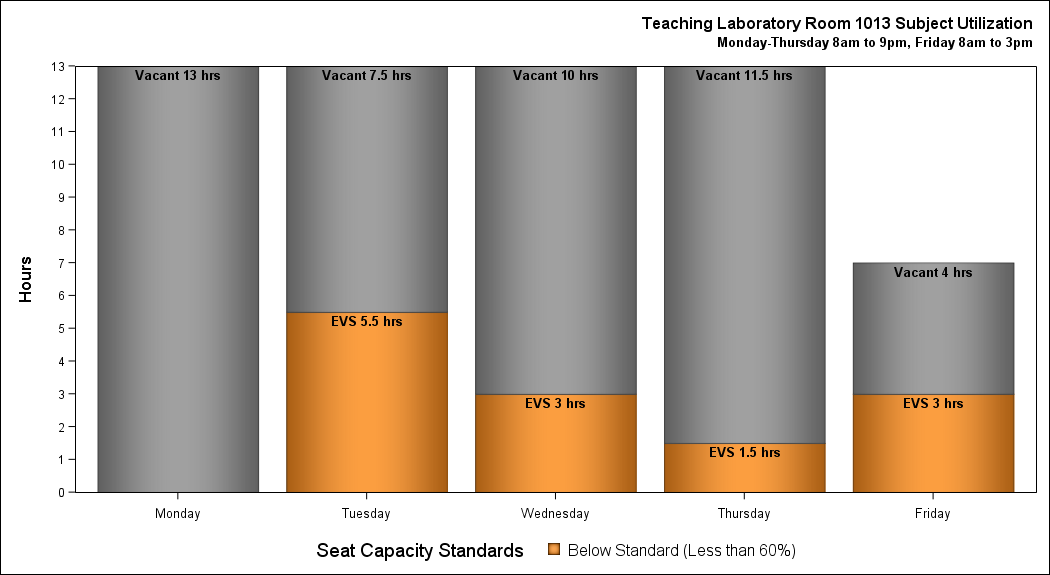 Teaching Laboratory Room 1013 Subject Utilization
Monday-Thursday 8am to 9pm, Friday 8am to 3pm
13
12
11
10
9
8
7
6
5
4
3
2
1
0
Hours
Vacant 13 hrs
Vacant 7.5 hrs
Vacant 10 hrs
Vacant 11.5 hrs
Vacant 4 hrs
EVS 5.5 hrs
EVS 3 hrs
EVS 1.5 hrs
EVS 3 hrs
Monday
Tuesday
Wednesday
Thursday
Friday
Seat Capacity Standards
Below Standard (Less than 60%)